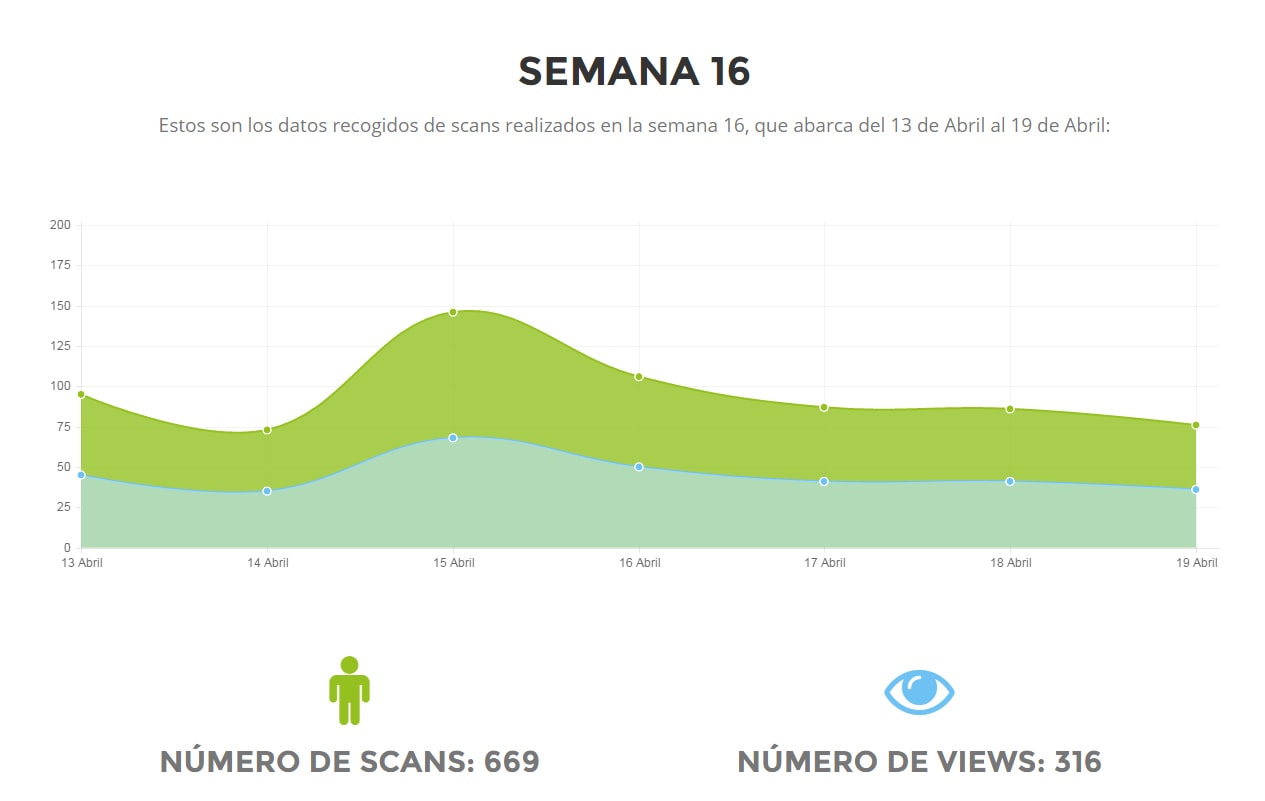 SEMANA 16
Estos son los datos recogidos de scans realizados en la semana 16, que abarca del 13 de Abril al 19 de Abril:
200
175
150
125
100
75
50
25
0
13 Abril 14 Abril 15 Abril 16 Abril 17 Abril 18 Abril 19 Abril
NÚMERO DE SCANS: 669 NÚMERO DE VIEWS: 316